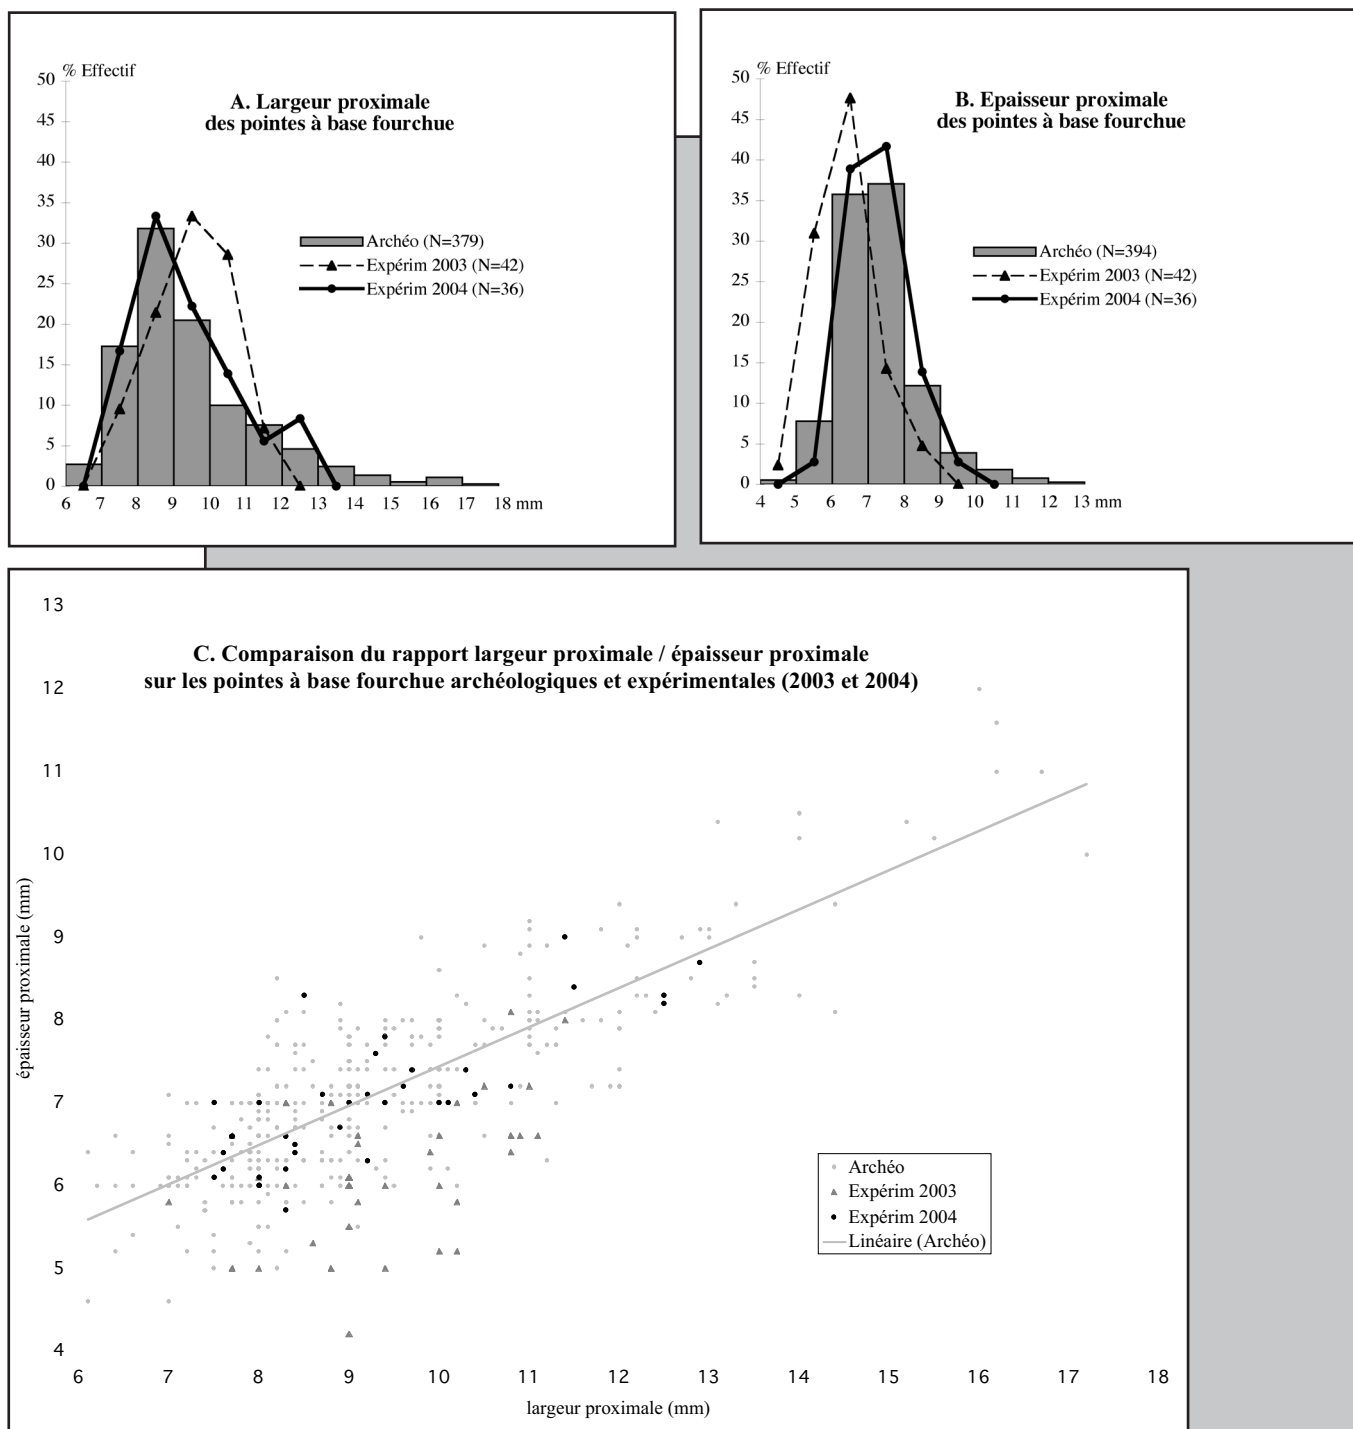 % Effectif
A. Largeur proximale
des pointes à base fourchue
50
45
40
35
30
25
20
15
10
5
0
Archéo (N=379)
Expérim 2003 (N=42)
Expérim 2004 (N=36)
6 7 8 9 10 11 12 13 14 15 16 17 18 mm
% Effectif
B. Epaisseur proximale
des pointes à base fourchue
50
45
40
35
30
25
20
15
10
5
0
Archéo (N=394)
Expérim 2003 (N=42)
Expérim 2004 (N=36)
4 5 6 7 8 9 10 11 12 13 mm
C. Comparaison du rapport largeur proximale / épaisseur proximale
sur les pointes à base fourchue archéologiques et expérimentales (2003 et 2004)
13
12
11
10
9
8
7
6
5
4
épaisseur proximale (mm)
Archéo
Expérim 2003
Expérim 2004
Linéaire (Archéo)
6 7 8 9 10 11 12 13 14 15 16 17 18
largeur proximale (mm)